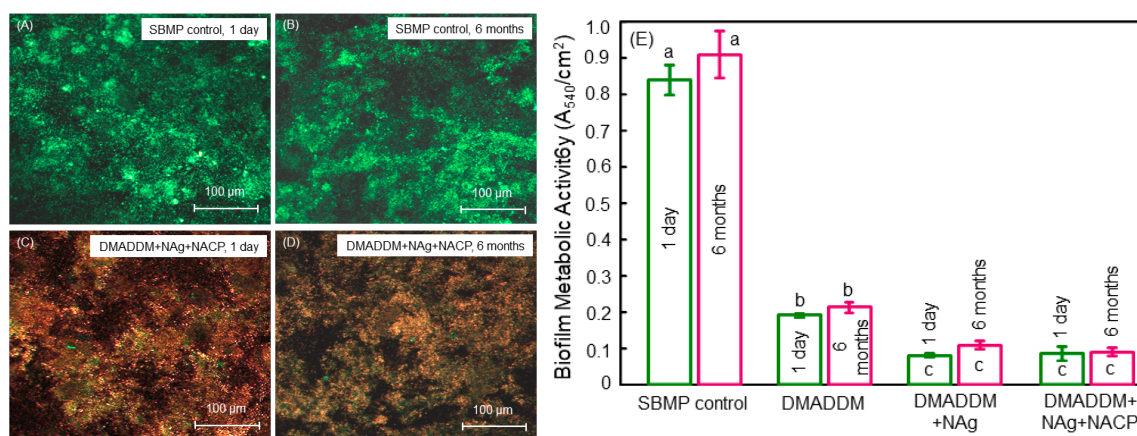 (A)
SBMP control, 1 day
100 µm
(B)
SBMP control, 6 months
100 µm
(C)
DMADDM+NAg+NACP, 1 day
100 µm
(D)
DMADDM+NAg+NACP, 6 months
100 µm
(E)
Biofilm Metabolic Activit6y (A540/cm2)
1.0
0.9
0.8
0.7
0.6
0.5
0.4
0.3
0.2
0.1
0
a
1 day
a
6 months
b
1 day
b
6
months
1 day
c
6 months
c
1 day
c
6 months
c
SBMP control
DMADDM
DMADDM
+NAg
DMADDM+
NAg+NACP